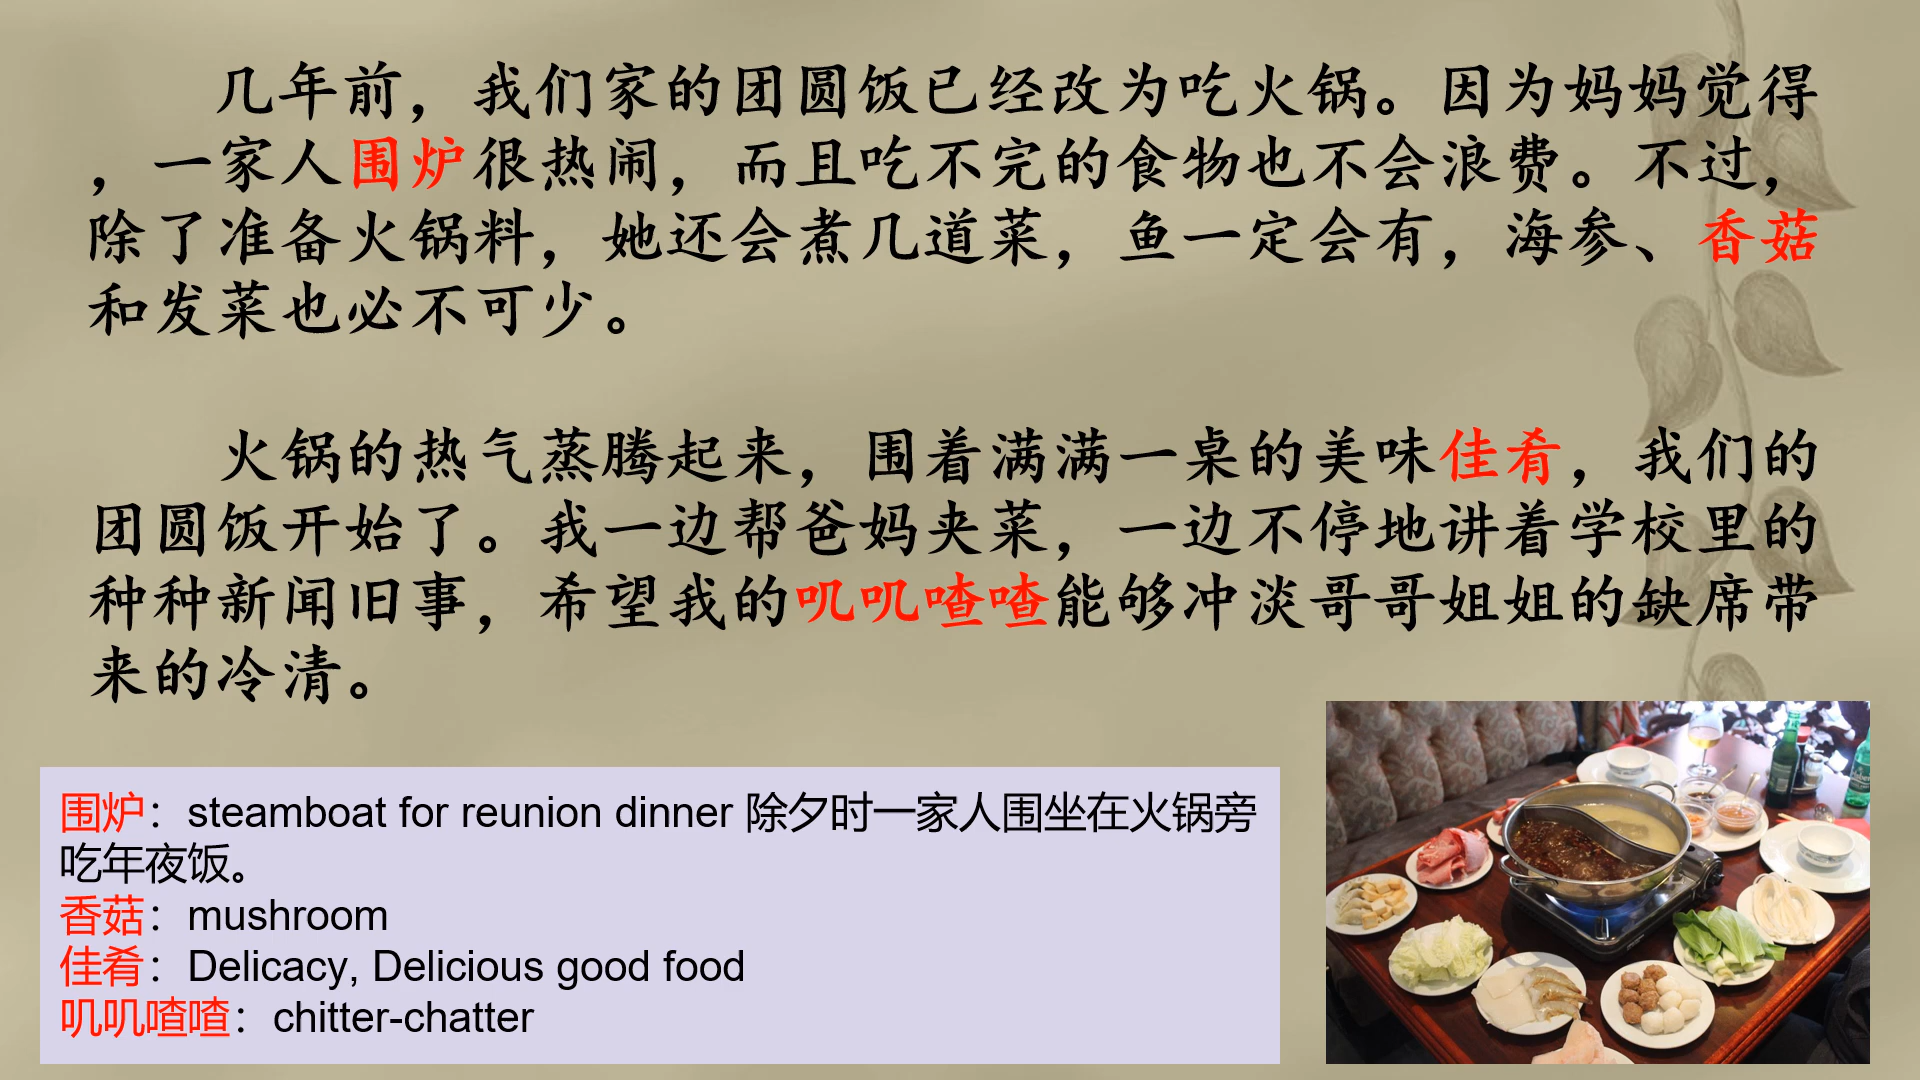 几年前，我们家的团圆饭已经改为吃火锅。因为妈妈觉得
，一家人围炉很热闹，而且吃不完的食物也不会浪费。不过，
除了准备火锅料，她还会煮几道菜，鱼一定会有，海参、香菇
和发菜也必不可少。
火锅的热气蒸腾起来，围着满满一桌的美味佳肴，我们的
团圆饭开始了。我一边帮爸妈夹菜，一边不停地讲着学校里的
种种新闻旧事，希望我的叽叽喳喳能够冲淡哥哥姐姐的缺席带
来的冷清。
围炉：steamboat for reunion dinner 除夕时一家人围坐在火锅旁
吃年夜饭。
香菇：mushroom
佳肴：Delicacy, Delicious good food
叽叽喳喳：chitter-chatter